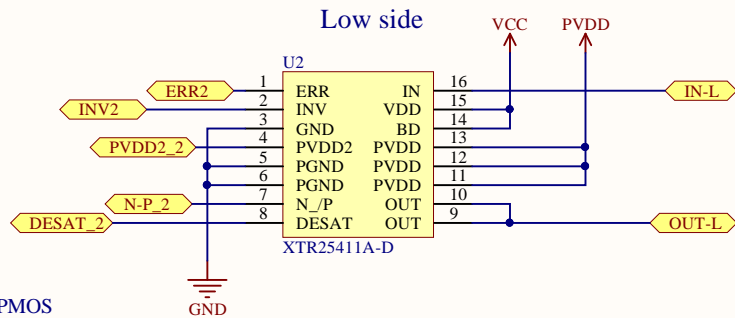 Low side
VCC PVDD
U2
ERR2 1 ERR IN 16 IN-L
INV2 2 INV VDD 15
3 GND BD 14
PVDD2_2 4 PVDD2 PVDD 13
5 PGND PVDD 12
6 PGND PVDD 11
N-P_2 7 N_/P OUT 10
DESAT_2 8 DESAT OUT 9 OUT-L
XTR25411A-D
PMOS
GND